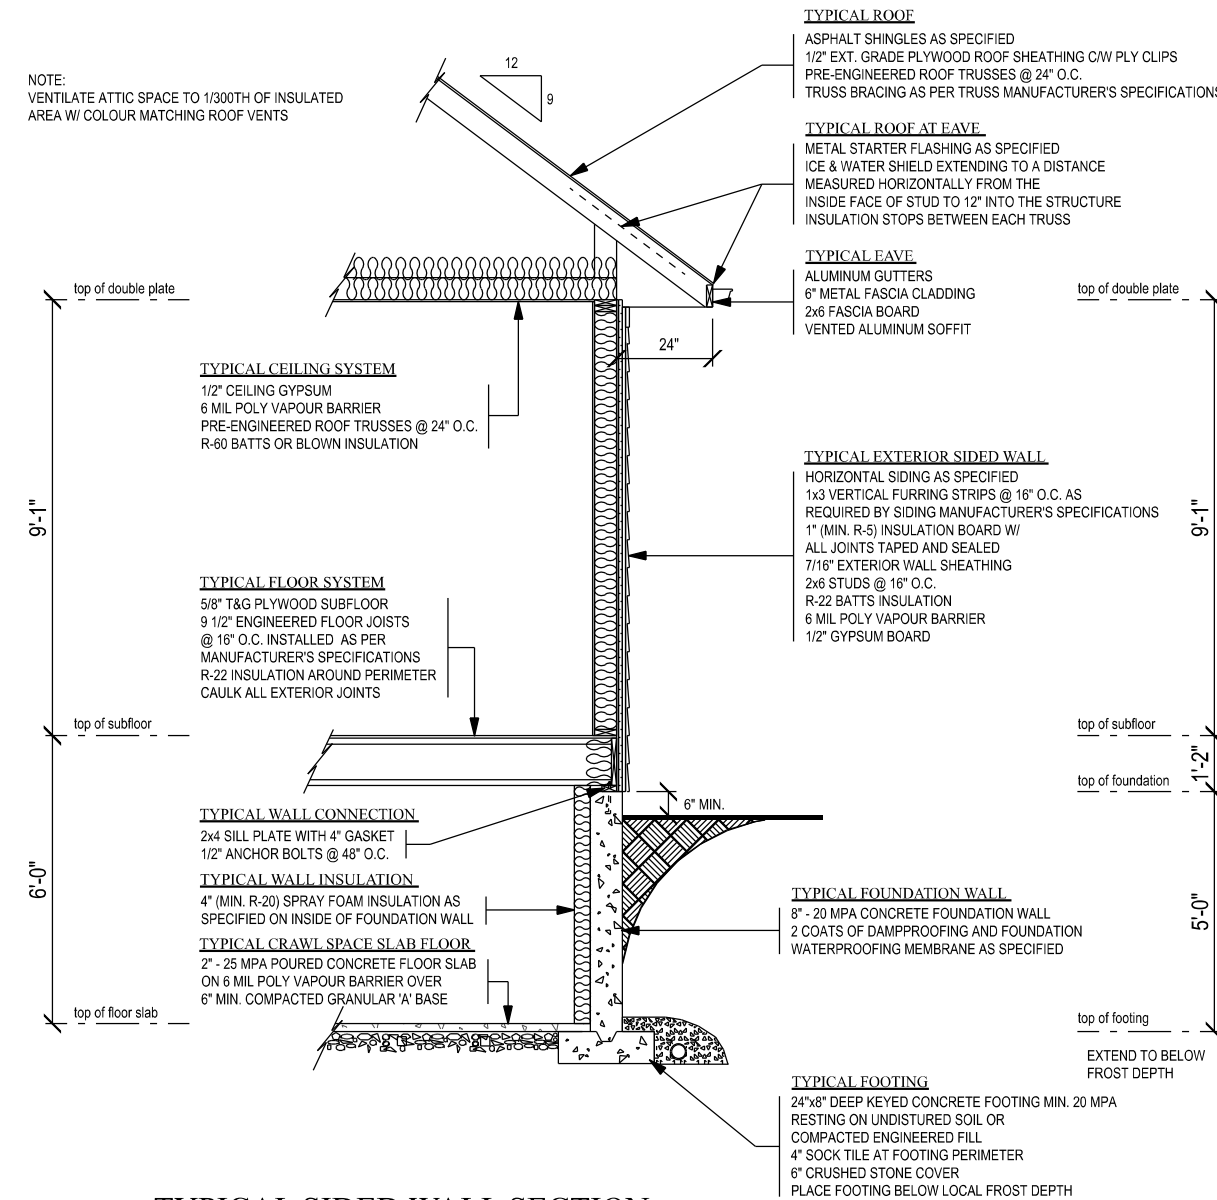 TYPICAL ROOF
ASPHALT SHINGLES AS SPECIFIED
1/2" EXT. GRADE PLYWOOD ROOF SHEATHING C/W PLY CLIPS
PRE-ENGINEERED ROOF TRUSSES @ 24" O.C.
TRUSS BRACING AS PER TRUSS MANUFACTURER'S SPECIFICATIONS
12
9
NOTE:
VENTILATE ATTIC SPACE TO 1/300TH OF INSULATED
AREA W/ COLOUR MATCHING ROOF VENTS
TYPICAL ROOF AT EAVE
METAL STARTER FLASHING AS SPECIFIED
ICE & WATER SHIELD EXTENDING TO A DISTANCE
MEASURED HORIZONTALLY FROM THE
INSIDE FACE OF STUD TO 12" INTO THE STRUCTURE
INSULATION STOPS BETWEEN EACH TRUSS
TYPICAL EAVE
ALUMINUM GUTTERS
6" METAL FASCIA CLADDING
2x6 FASCIA BOARD
VENTED ALUMINUM SOFFIT
top of double plate
top of double plate
24"
TYPICAL CEILING SYSTEM
1/2" CEILING GYPSUM
6 MIL POLY VAPOUR BARRIER
PRE-ENGINEERED ROOF TRUSSES @ 24" O.C.
R-60 BATTS OR BLOWN INSULATION
TYPICAL EXTERIOR SIDED WALL
HORIZONTAL SIDING AS SPECIFIED
1x3 VERTICAL FURRING STRIPS @ 16" O.C. AS
REQUIRED BY SIDING MANUFACTURER'S SPECIFICATIONS
1" (MIN. R-5) INSULATION BOARD W/
ALL JOINTS TAPED AND SEALED
7/16" EXTERIOR WALL SHEATHING
2x6 STUDS @ 16" O.C.
R-22 BATTS INSULATION
6 MIL POLY VAPOUR BARRIER
1/2" GYPSUM BOARD
9'-1"
9'-1"
TYPICAL FLOOR SYSTEM
5/8" T&G PLYWOOD SUBFLOOR
9 1/2" ENGINEERED FLOOR JOISTS
@ 16" O.C. INSTALLED AS PER
MANUFACTURER'S SPECIFICATIONS
R-22 INSULATION AROUND PERIMETER
CAULK ALL EXTERIOR JOINTS
top of subfloor
top of subfloor
1'-2"
top of foundation
6" MIN.
TYPICAL WALL CONNECTION
2x4 SILL PLATE WITH 4" GASKET
1/2" ANCHOR BOLTS @ 48" O.C.
6'-0"
TYPICAL WALL INSULATION
4" (MIN. R-20) SPRAY FOAM INSULATION AS
SPECIFIED ON INSIDE OF FOUNDATION WALL
TYPICAL FOUNDATION WALL
8" - 20 MPA CONCRETE FOUNDATION WALL
2 COATS OF DAMPPROOFING AND FOUNDATION
WATERPROOFING MEMBRANE AS SPECIFIED
5'-0"
TYPICAL CRAWL SPACE SLAB FLOOR
2" - 25 MPA POURED CONCRETE FLOOR SLAB
ON 6 MIL POLY VAPOUR BARRIER OVER
6" MIN. COMPACTED GRANULAR 'A' BASE
top of floor slab
top of footing
EXTEND TO BELOW
FROST DEPTH
TYPICAL FOOTING
24"x8" DEEP KEYED CONCRETE FOOTING MIN. 20 MPA
RESTING ON UNDISTURED SOIL OR
COMPACTED ENGINEERED FILL
4" SOCK TILE AT FOOTING PERIMETER
6" CRUSHED STONE COVER
PLACE FOOTING BELOW LOCAL FROST DEPTH
TYPICAL SIDED WALL SECTION